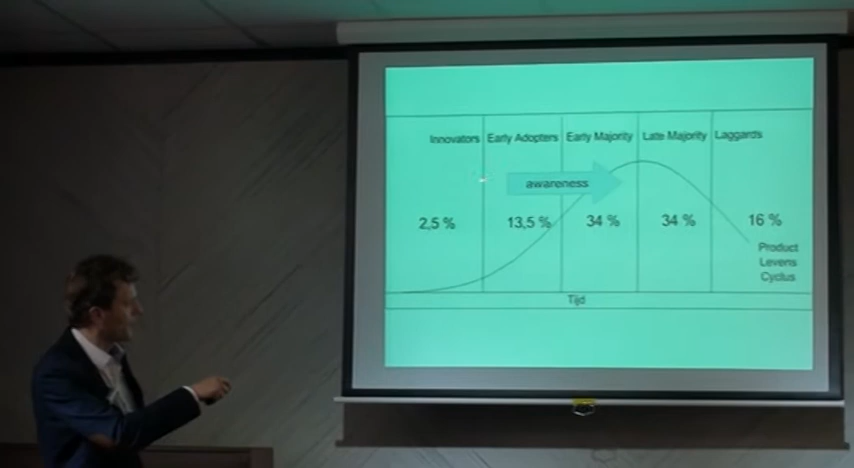 Innovators
Early Adopters
Early Majority
Late Majority
Laggards
awareness
2,5 %
13,5 %
34 %
34 %
16 %
Product
Levens
Cyclus
Tijd